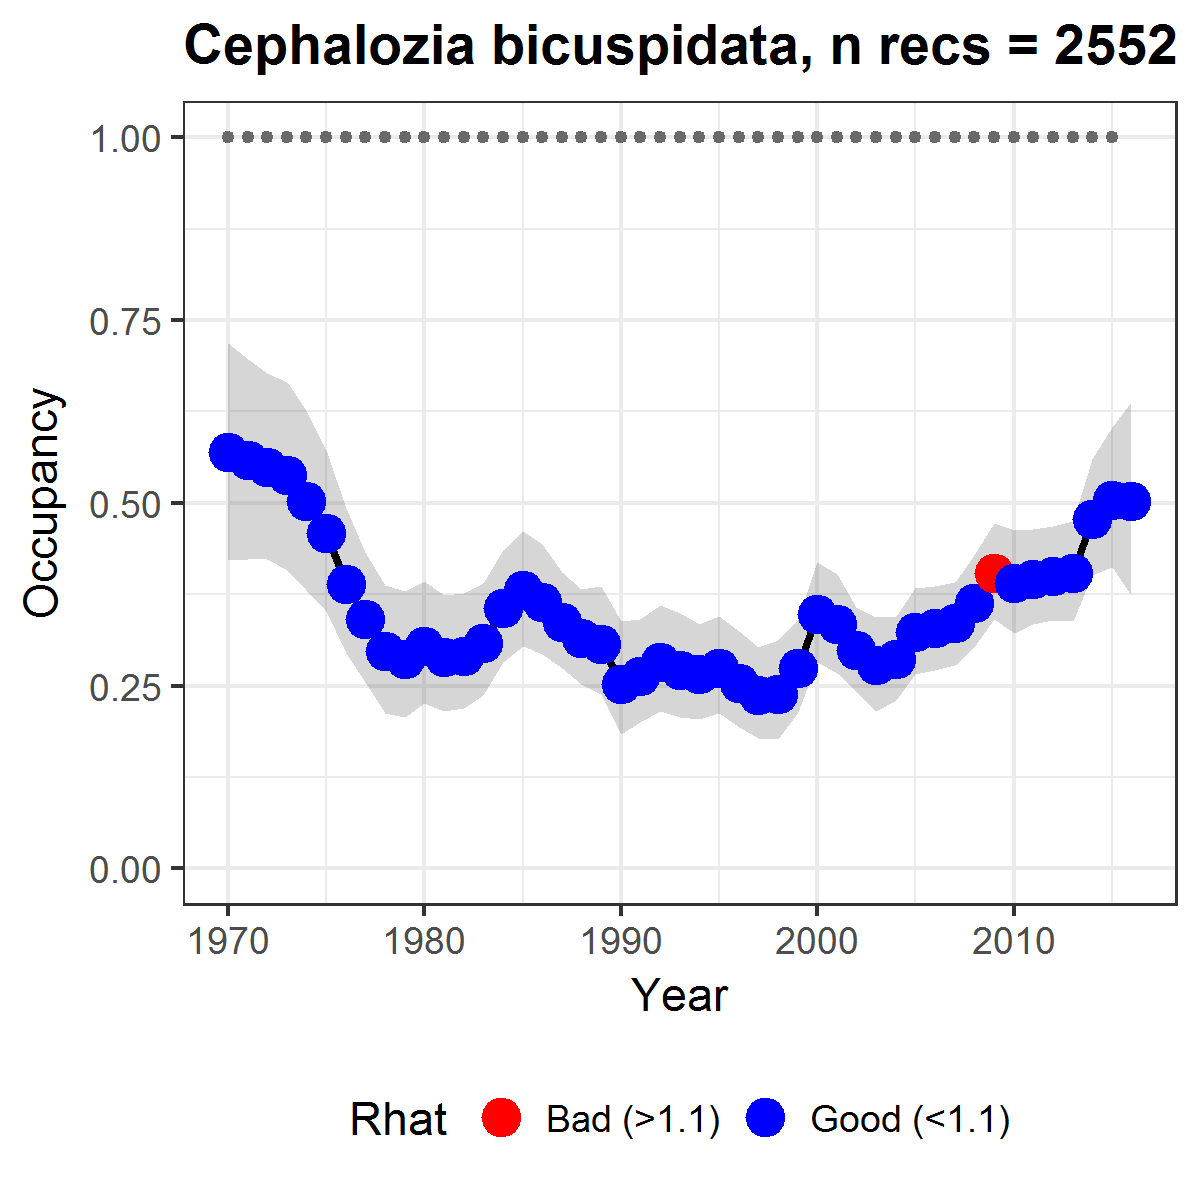 Cephalozia bicuspidata, n recs = 2552
1.00
0.75
0.50
0.25
0.00
Occupancy
1970 1980 1990 2000 2010
Year
Rhat Bad (>1.1) Good (<1.1)